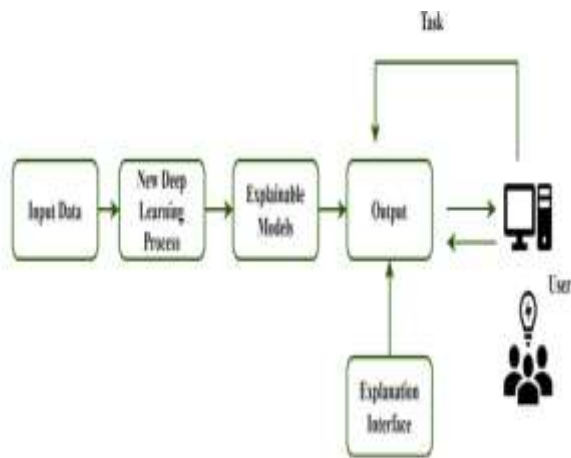 Task
Input Data
New Deep
Learning
Process
Explainable
Models
Output
User
Explanation
Interface